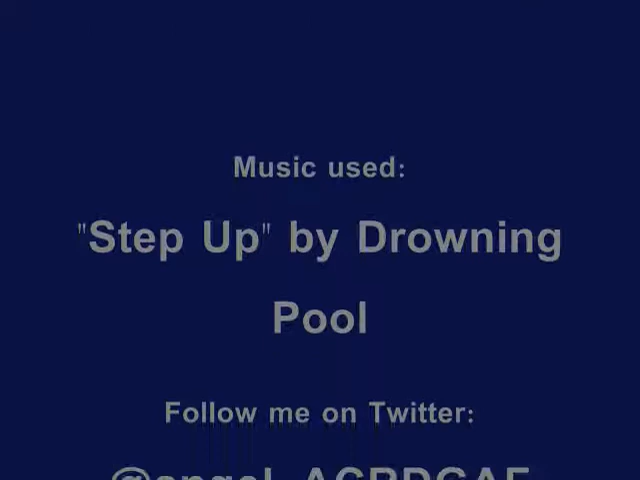 Music used:
"Step Up" by Drowning
Pool
Follow me on Twitter: